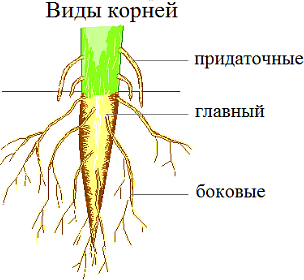 Виды корней
придаточные
главный
боковые